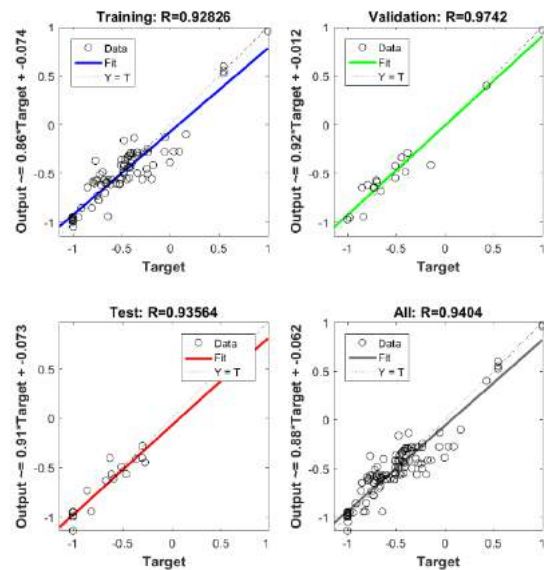 Training: R=0.92826
Output ~= 0.86*Target + -0.074
1
0.5
0
-0.5
-1
Data
Fit
Y = T
-1
-0.5
0
0.5
1
Target
Validation: R=0.9742
Output ~= 0.92*Target + -0.012
1
0.5
0
-0.5
-1
Data
Fit
Y = T
-1
-0.5
0
0.5
1
Target
Test: R=0.93564
Output ~= 0.91*Target + -0.073
1
0.5
0
-0.5
-1
Data
Fit
Y = T
-1
-0.5
0
0.5
1
Target
All: R=0.9404
Output ~= 0.88*Target + -0.062
1
0.5
0
-0.5
-1
Data
Fit
Y = T
-1
-0.5
0
0.5
1
Target